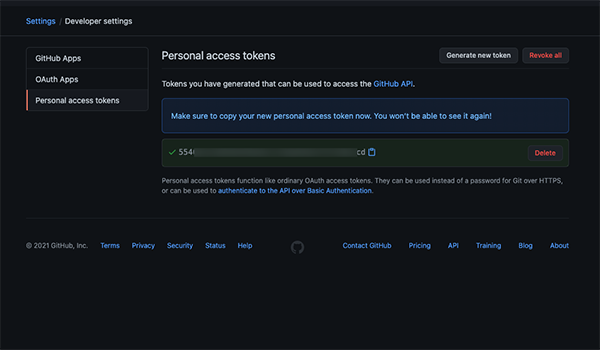 Settings / Developer settings
GitHub Apps
OAuth Apps
Personal access tokens
Personal access tokens
Generate new token
Revoke all
Tokens you have generated that can be used to access the GitHub API.
Make sure to copy your new personal access token now. You won't be able to see it again!
Delete
Personal access tokens function like ordinary OAuth access tokens. They can be used instead of a password for Git over HTTPS,
or can be used to authenticate to the API over Basic Authentication.
© 2021 GitHub, Inc. Terms Privacy Security Status Help Contact GitHub Pricing API Training Blog About